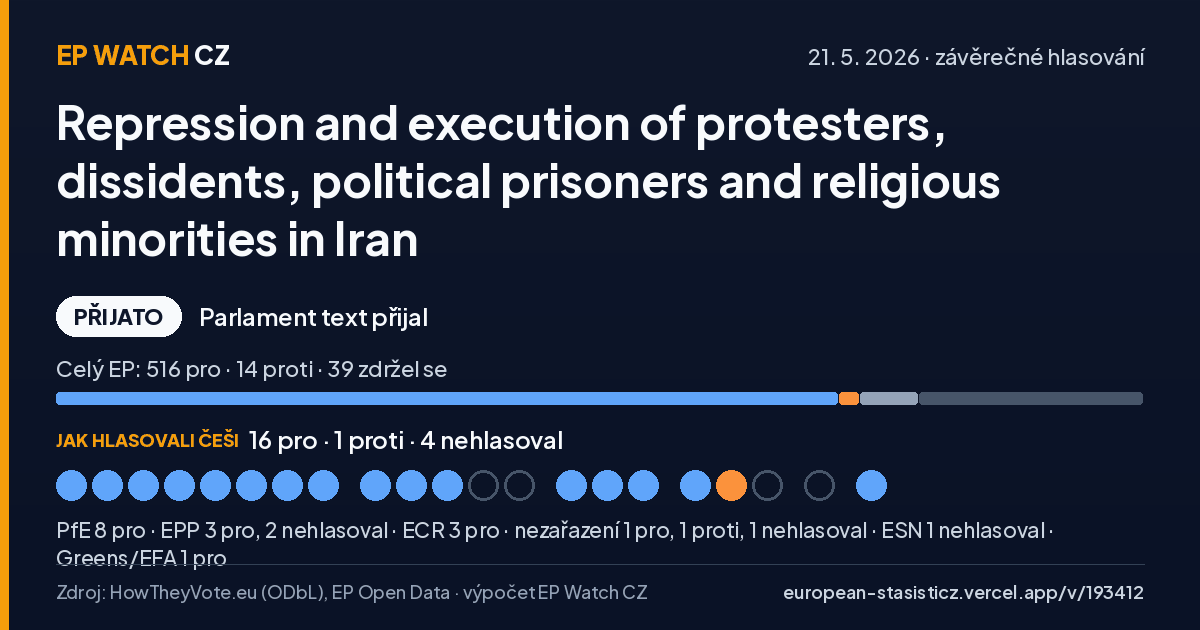 EP WATCH CZ
21. 5. 2026 · závěrečné hlasování
Repression and execution of protesters,
dissidents, political prisoners and religious
minorities in Iran
PŘIJATO Parlament text přijal
Celý EP: 516 pro · 14 proti · 39 zdržel se
JAK HLASOVALI ČEŠI 16 pro · 1 proti · 4 nehlasoval
PfE 8 pro · EPP 3 pro, 2 nehlasoval · ECR 3 pro · nezařazení 1 pro, 1 proti, 1 nehlasoval · ESN 1 nehlasoval ·
Greens/EFA 1 pro
Zdroj: HowTheyVote.eu (ODbL), EP Open Data · výpočet EP Watch CZ
european-stasisticz.vercel.app/v/193412